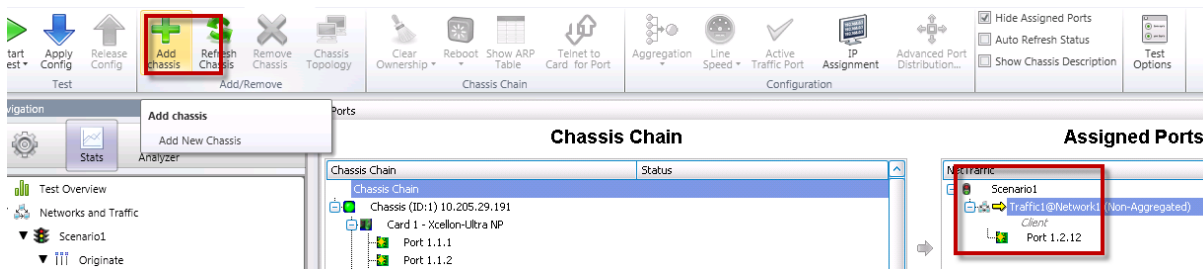 tart Apply Release Add Refresh Remove Chassis Clear Reboot Show ARP Telnet to Aggregation Line Active IP Advanced Port Test
est Config Config chassis Chassis Chassis Topology Ownership Table Card for Port Speed Traffic Port Assignment Distribution... Options
Hide Assigned Ports
Auto Refresh Status
Show Chassis Description
Test Add/Remove Chassis Chain Configuration
vigation Ports
Add chassis
Add New Chassis
Stats Analyzer
Chassis Chain Assigned Ports
Chassis Chain Status NetTraffic
Test Overview Chassis Chain Scenario1
Networks and Traffic Chassis (ID:1) 10.205.29.191 Traffic1@Network1 (Non-Aggregated)
Card 1 - Xcellon-Ultra NP Client
Scenario1 Port 1.1.1 Port 1.2.12
Originate Port 1.1.2